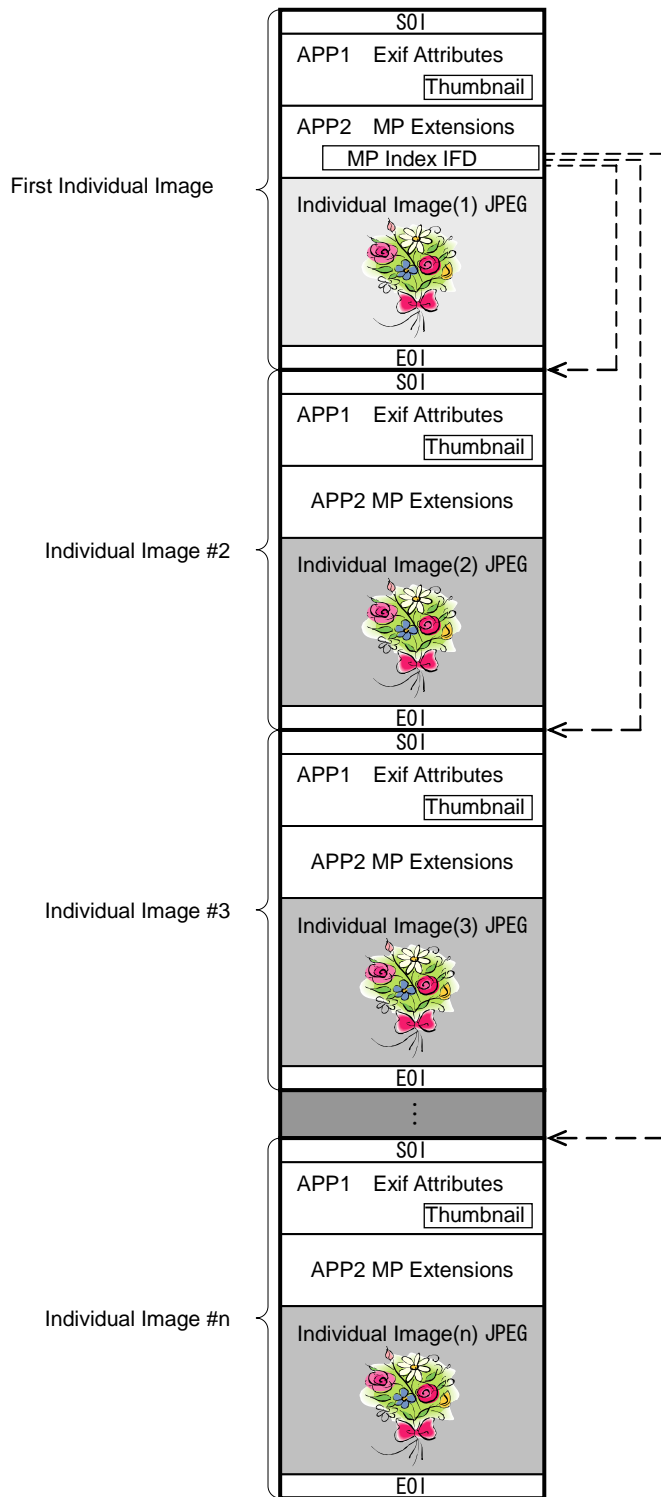 SOI
APP1 Exif Attributes
Thumbnail
APP2 MP Extensions
MP Index IFD
First Individual Image
Individual Image(1) JPEG
EOI
SOI
APP1 Exif Attributes
Thumbnail
APP2 MP Extensions
Individual Image #2
Individual Image(2) JPEG
EOI
SOI
APP1 Exif Attributes
Thumbnail
APP2 MP Extensions
Individual Image #3
Individual Image(3) JPEG
EOI
⋮
SOI
APP1 Exif Attributes
Thumbnail
APP2 MP Extensions
Individual Image #n
Individual Image(n) JPEG
EOI